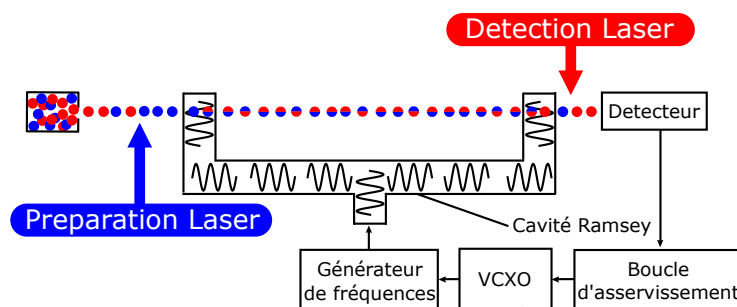 Detection Laser
Detecteur
Preparation Laser
Cavité Ramsey
Générateur
de fréquences
VCXO
Boucle
d'asservissement